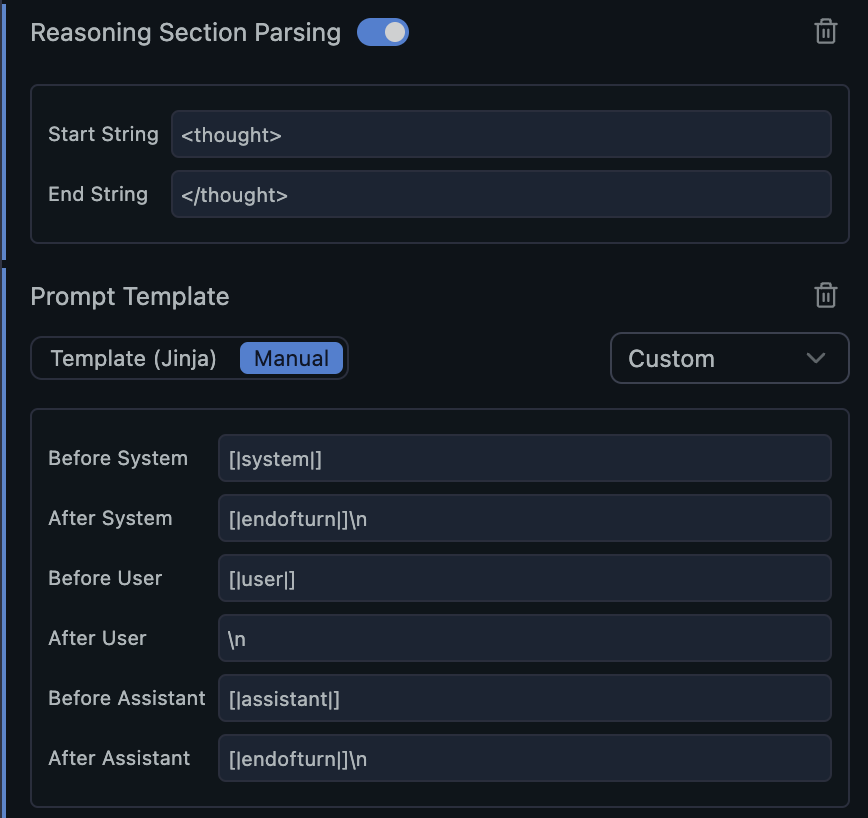 Reasoning Section Parsing
Start String <thought>
End String </thought>
Prompt Template
Template (Jinja) Manual Custom
Before System [|system|]
After System [|endofturn|]\n
Before User [|user|]
After User \n
Before Assistant [|assistant|]
After Assistant [|endofturn|]\n